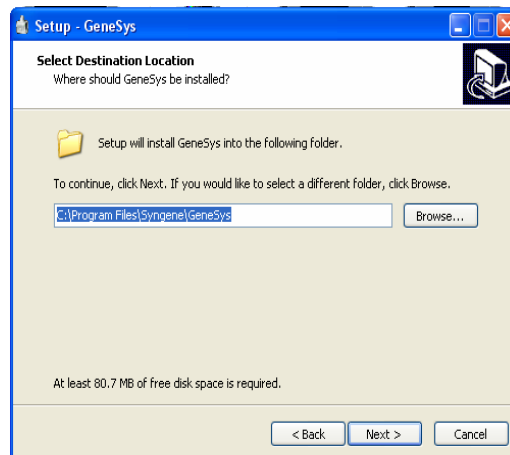 Setup - GeneSys
Select Destination Location
Where should GeneSys be installed?
Setup will install GeneSys into the following folder.
To continue, click Next. If you would like to select a different folder, click Browse.
C:\Program Files\Syngene\GeneSys
Browse...
At least 80.7 MB of free disk space is required.
< Back
Next >
Cancel